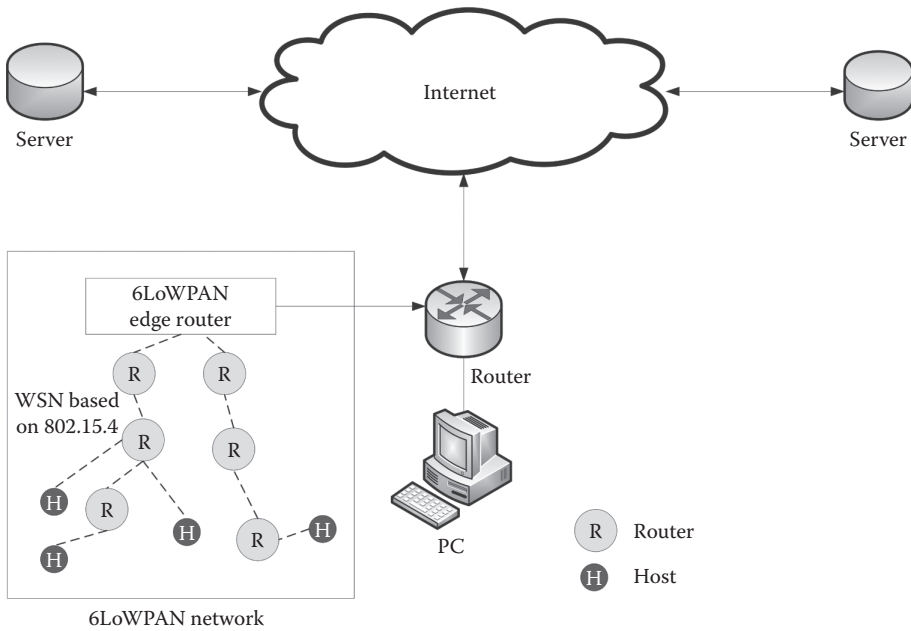 Internet
Server
Server
6LoWPAN
edge router
Router
R
R
WSN based
on 802.15.4
R
R
H
R
H
R
H
H
PC
R
Router
H
Host
6LoWPAN network